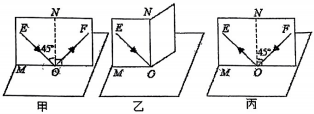 N N N
E F E E F
45° 45°
M O M O M O
甲 乙 丙